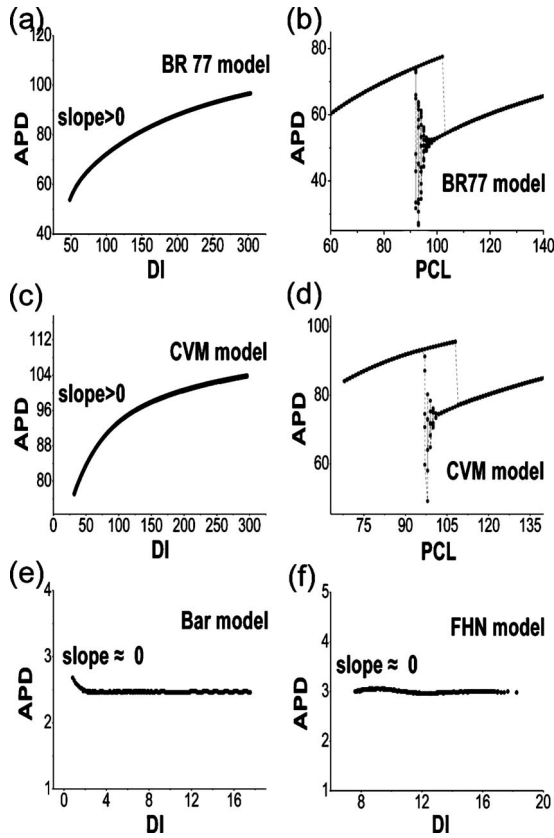 (a)
BR 77 model
slope>0
APD
120
100
80
60
40
50 100 150 200 250 300
DI
(b)
APD
80
60
40
BR77 model
60 80 100 120 140
PCL
(c)
CVM model
slope>0
APD
112
104
96
88
80
0 50 100 150 200 250 300
DI
(d)
APD
100
80
60
CVM model
75 90 105 120 135
PCL
(e)
Bar model
slope ≈ 0
APD
4
3
2
1
0 4 8 12 16
DI
(f)
FHN model
slope ≈ 0
APD
5
4
3
2
1
8 12 16 20
DI